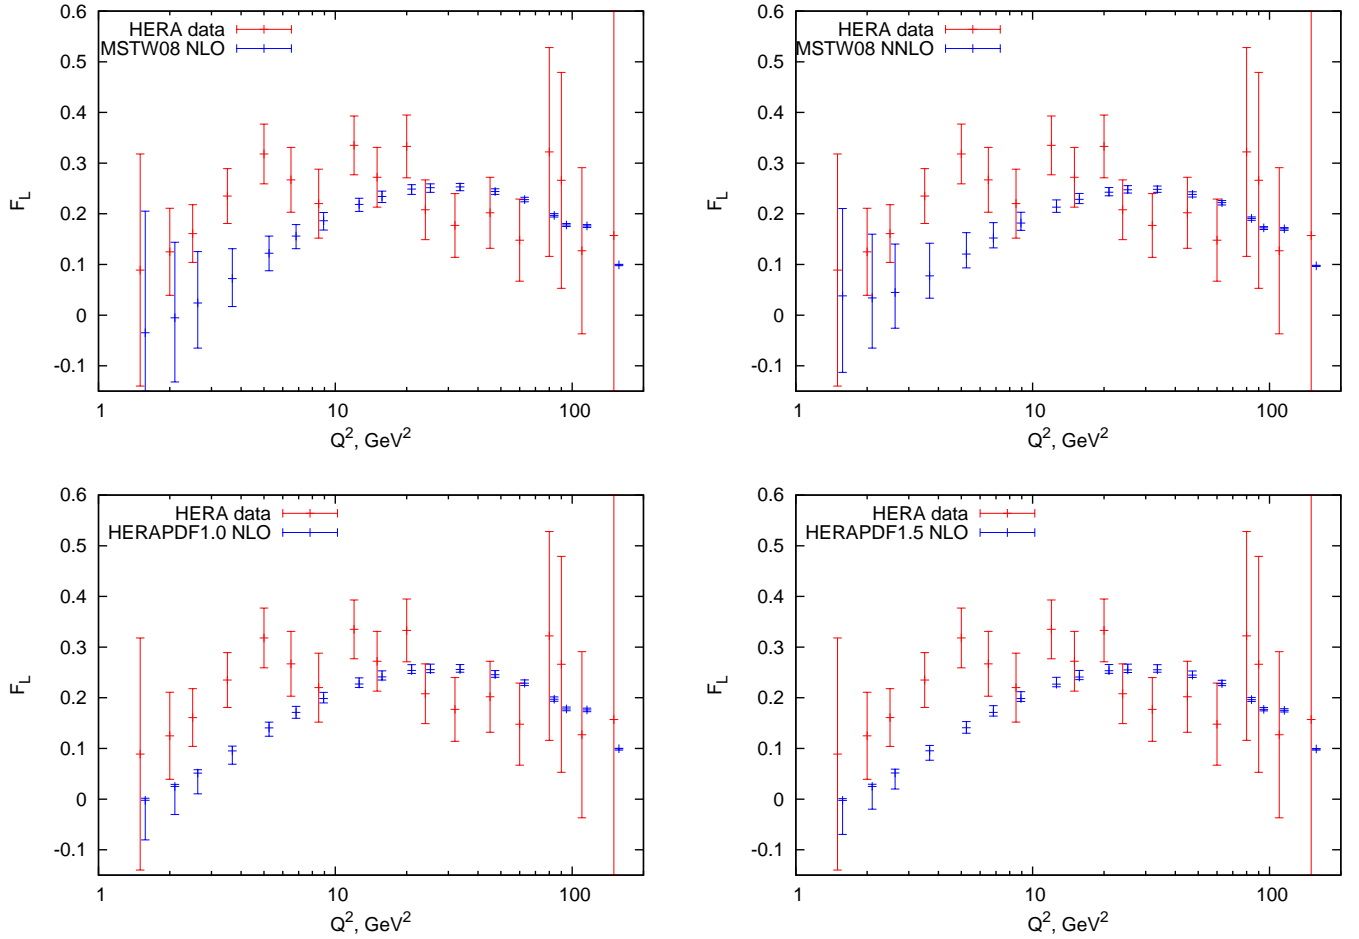 HERA data
MSTW08 NLO
0.6
0.5
0.4
0.3
0.2
0.1
0
-0.1
F_L
1
10
100
Q^2, GeV^2
HERA data
MSTW08 NNLO
0.6
0.5
0.4
0.3
0.2
0.1
0
-0.1
F_L
1
10
100
Q^2, GeV^2
HERA data
HERAPDF1.0 NLO
0.6
0.5
0.4
0.3
0.2
0.1
0
-0.1
F_L
1
10
100
Q^2, GeV^2
HERA data
HERAPDF1.5 NLO
0.6
0.5
0.4
0.3
0.2
0.1
0
-0.1
F_L
1
10
100
Q^2, GeV^2